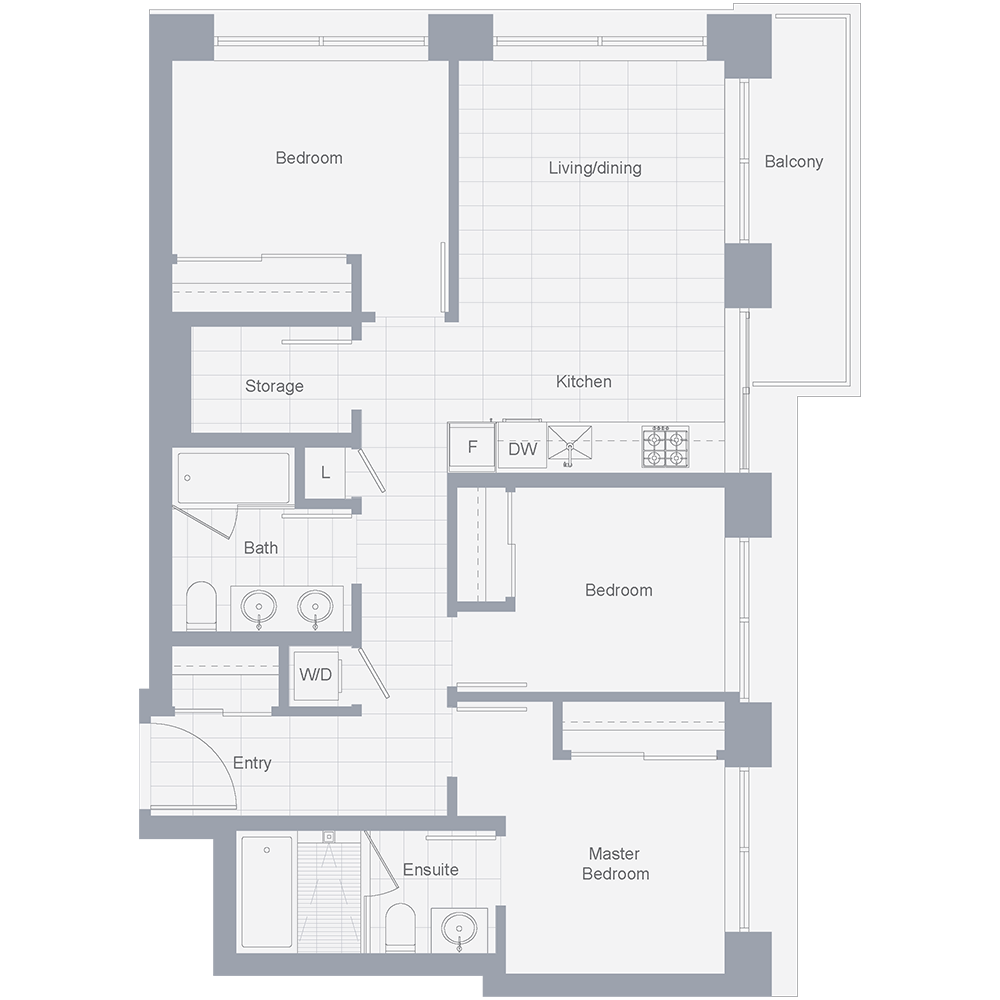 Bedroom
Living/dining
Balcony
Storage
Kitchen
F
DW
L
Bath
Bedroom
W/D
Entry
Master
Bedroom
Ensuite